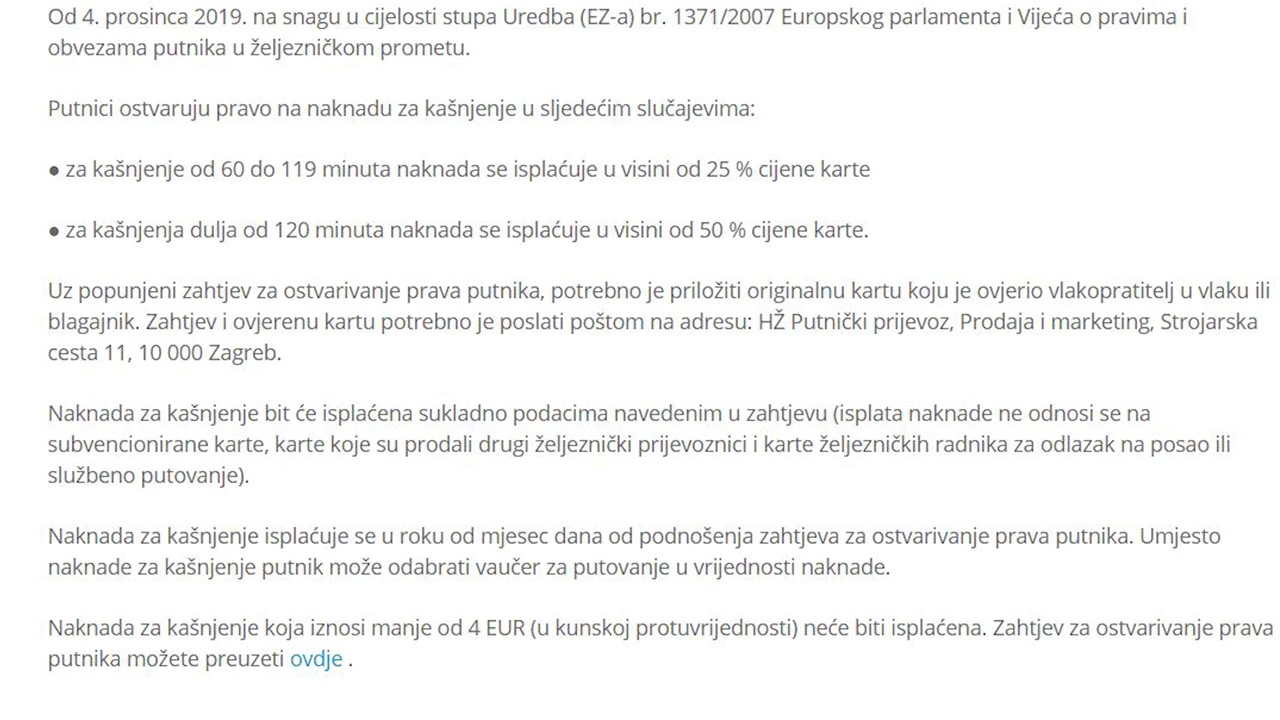 Od 4. prosinca 2019. na snagu u cijelosti stupa Uredba (EZ-a) br. 1371/2007 Europskog parlamenta i Vijeća o pravima i
obvezama putnika u željezničkom prometu.
Putnici ostvaruju pravo na naknadu za kašnjenje u sljedećim slučajevima:
● za kašnjenje od 60 do 119 minuta naknada se isplaćuje u visini od 25 % cijene karte
● za kašnjenja dulja od 120 minuta naknada se isplaćuje u visini od 50 % cijene karte.
Uz popunjeni zahtjev za ostvarivanje prava putnika, potrebno je priložiti originalnu kartu koju je ovjerio vlakopratitelj u vlaku ili
blagajnik. Zahtjev i ovjerenu kartu potrebno je poslati poštom na adresu: HŽ Putnički prijevoz, Prodaja i marketing, Strojarska
cesta 11, 10 000 Zagreb.
Naknada za kašnjenje bit će isplaćena sukladno podacima navedenim u zahtjevu (isplata naknade ne odnosi se na
subvencionirane karte, karte koje su prodali drugi željeznički prijevoznici i karte željezničkih radnika za odlazak na posao ili
službeno putovanje).
Naknada za kašnjenje isplaćuje se u roku od mjesec dana od podnošenja zahtjeva za ostvarivanje prava putnika. Umjesto
naknade za kašnjenje putnik može odabrati vaučer za putovanje u vrijednosti naknade.
Naknada za kašnjenje koja iznosi manje od 4 EUR (u kunskoj protuvrijednosti) neće biti isplaćena. Zahtjev za ostvarivanje prava
putnika možete preuzeti ovdje .